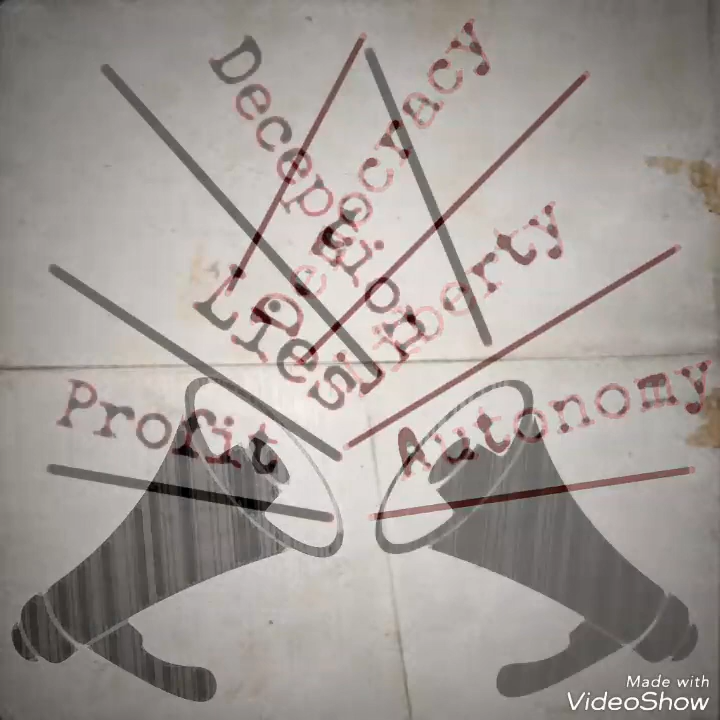 Deception
Democracy
Lies
Liberty
Profit
Autonomy
Made with
VideoShow